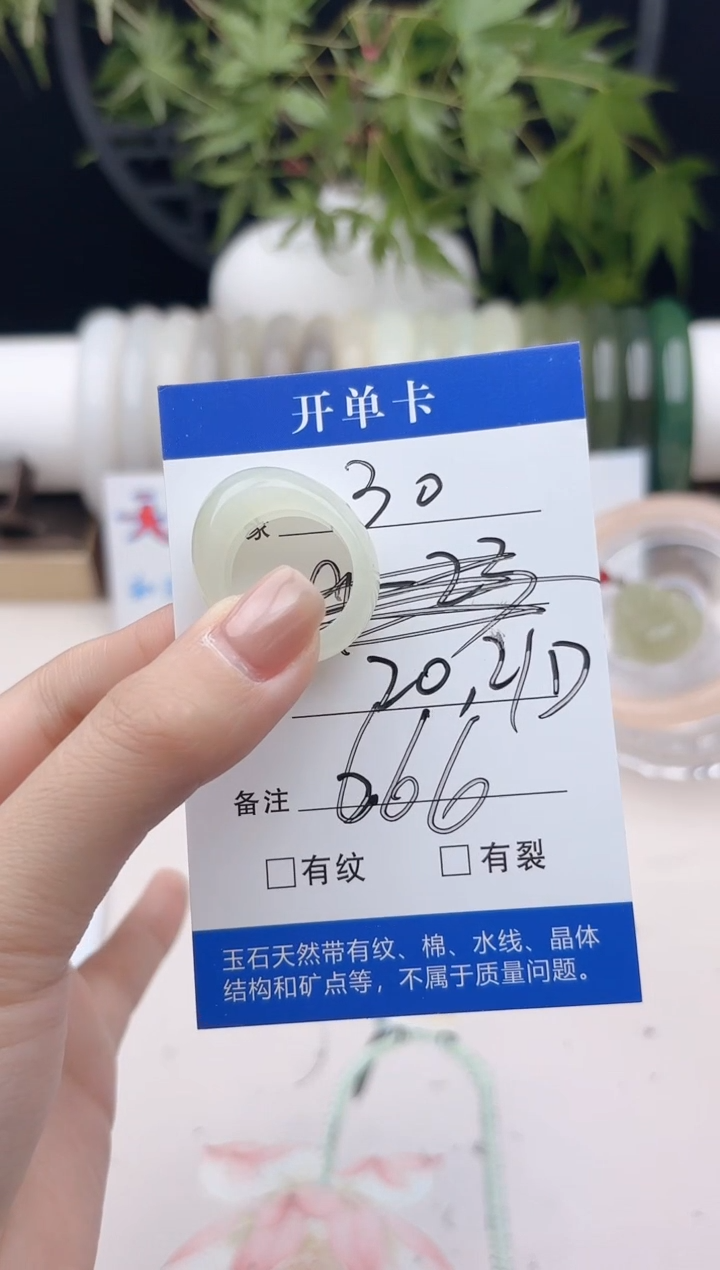 开单卡
家 30
20.4D
备注 666
□有纹 □有裂
玉石天然带有纹、棉、水线、晶体
结构和矿点等，不属于质量问题。